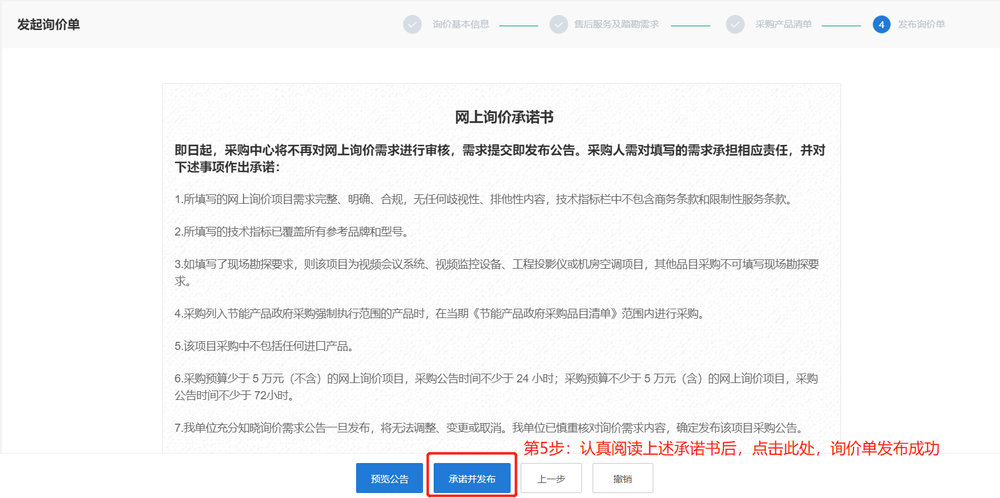 发起询价单
询价基本信息
售后服务及踏勘需求
采购产品清单
4
发布询价单
网上询价承诺书
即日起，采购中心将不再对网上询价需求进行审核，需求提交即发布公告。采购人需对填写的需求承担相应责任，并对
下述事项作出承诺：
1.所填写的网上询价项目需求完整、明确、合规，无任何歧视性、排他性内容，技术指标栏中不包含商务条款和限制性服务条款。
2.所填写的技术指标已覆盖所有参考品牌和型号。
3.如填写了现场勘探要求，则该项目为视频会议系统、视频监控设备、工程投影仪或机房空调项目，其他品目采购不可填写现场勘探要
求。
4.采购列入节能产品政府采购强制执行范围的产品时，在当期《节能产品政府采购品目清单》范围内进行采购。
5.该项目采购中不包括任何进口产品。
6.采购预算少于 5 万元（不含）的网上询价项目，采购公告时间不少于 24 小时；采购预算不少于 5 万元（含）的网上询价项目，采购
公告时间不少于 72小时。
7.我单位充分知晓询价需求公告一旦发布，将无法调整、变更或取消。我单位已慎重核对询价需求内容，确定发布该项目采购公告。
第5步：认真阅读上述承诺书后，点击此处，询价单发布成功
预览公告
承诺并发布
上一步
撤销